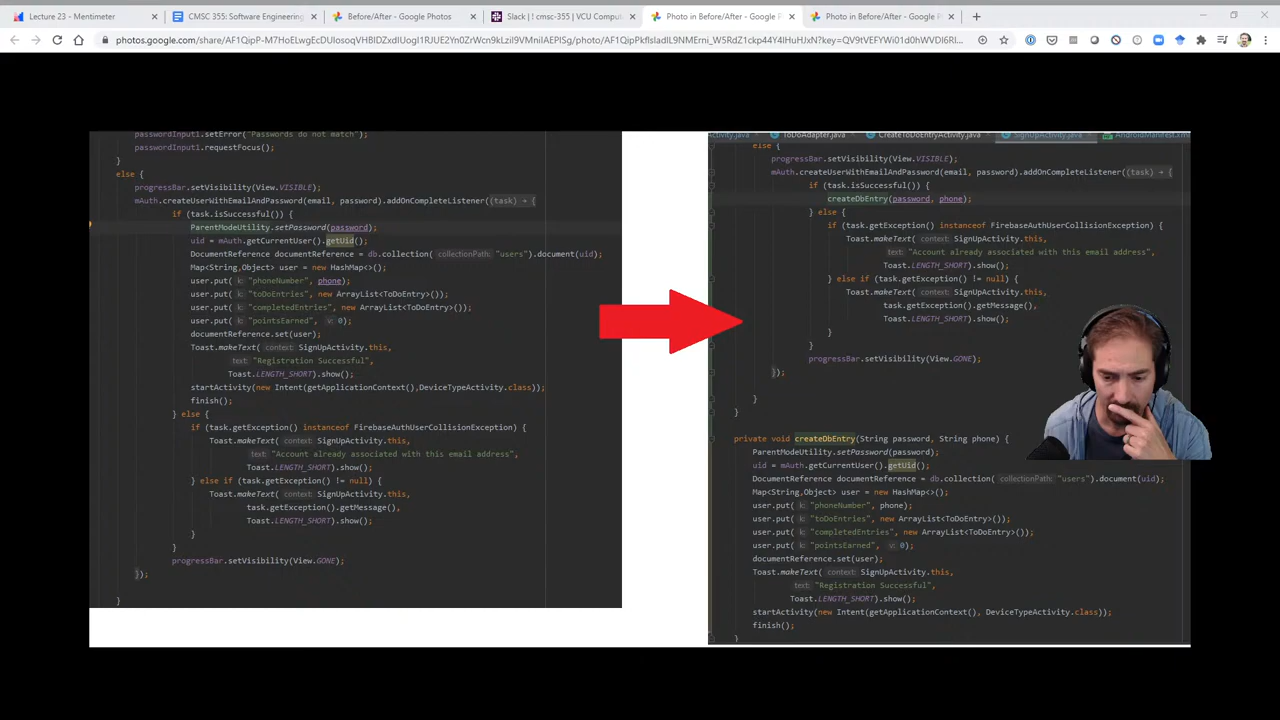 Lecture 23 - Mentimeter
CMSC 355: Software Engineering
Before/After - Google Photos
Slack | ! cmsc-355 | VCU Compu
Photo in Before/After - Google P
Photo in Before/After - Google P
passwordInput1.setError("Passwords do not match");
passwordInput1.requestFocus();
}
else {
progressBar.setVisibility(View.VISIBLE);
mAuth.createUserWithEmailAndPassword(email, password).addOnCompleteListener((task) → {
if (task.isSuccessful()) {
ParentModeUtility.setPassword(password);
uid = mAuth.getCurrentUser().getUid();
DocumentReference documentReference = db.collection( collectionPath: "users").document(uid);
Map<String,Object> user = new HashMap<>();
user.put( k: "phoneNumber", phone);
user.put( k: "toDoEntries", new ArrayList<ToDoEntry>());
user.put( k: "completedEntries", new ArrayList<ToDoEntry>());
user.put( k: "pointsEarned", v: 0);
documentReference.set(user);
Toast.makeText( context: SignUpActivity.this,
text: "Registration Successful",
Toast.LENGTH_SHORT).show();
startActivity(new Intent(getApplicationContext(),DeviceTypeActivity.class));
finish();
} else {
if (task.getException() instanceof FirebaseAuthUserCollisionException) {
Toast.makeText( context: SignUpActivity.this,
text: "Account already associated with this email address",
Toast.LENGTH_SHORT).show();
} else if (task.getException() != null) {
Toast.makeText( context: SignUpActivity.this,
task.getException().getMessage(),
Toast.LENGTH_SHORT).show();
}
}
progressBar.setVisibility(View.GONE);
});
}
Activity.java
ToDoAdapter.java
CreateToDoEntryActivity.java
SignUpActivity.java
AndroidManifest.xml
else {
progressBar.setVisibility(View.VISIBLE);
mAuth.createUserWithEmailAndPassword(email, password).addOnCompleteListener((task) → {
if (task.isSuccessful()) {
createDbEntry(password, phone);
} else {
if (task.getException() instanceof FirebaseAuthUserCollisionException) {
Toast.makeText( context: SignUpActivity.this,
text: "Account already associated with this email address",
Toast.LENGTH_SHORT).show();
} else if (task.getException() != null) {
Toast.makeText( context: SignUpActivity.this,
task.getException().getMessage(),
Toast.LENGTH_SHORT).show();
}
}
progressBar.setVisibility(View.GONE);
});
}
}
private void createDbEntry(String password, String phone) {
ParentModeUtility.setPassword(password);
uid = mAuth.getCurrentUser().getUid();
DocumentReference documentReference = db.collection( collectionPath: "users").document(uid);
Map<String,Object> user = new HashMap<>();
user.put( k: "phoneNumber", phone);
user.put( k: "toDoEntries", new ArrayList<ToDoEntry>());
user.put( k: "completedEntries", new ArrayList<ToDoEntry>());
user.put( k: "pointsEarned", v: 0);
documentReference.set(user);
Toast.makeText( context: SignUpActivity.this,
text: "Registration Successful",
Toast.LENGTH_SHORT).show();
startActivity(new Intent(getApplicationContext(), DeviceTypeActivity.class));
finish();
}